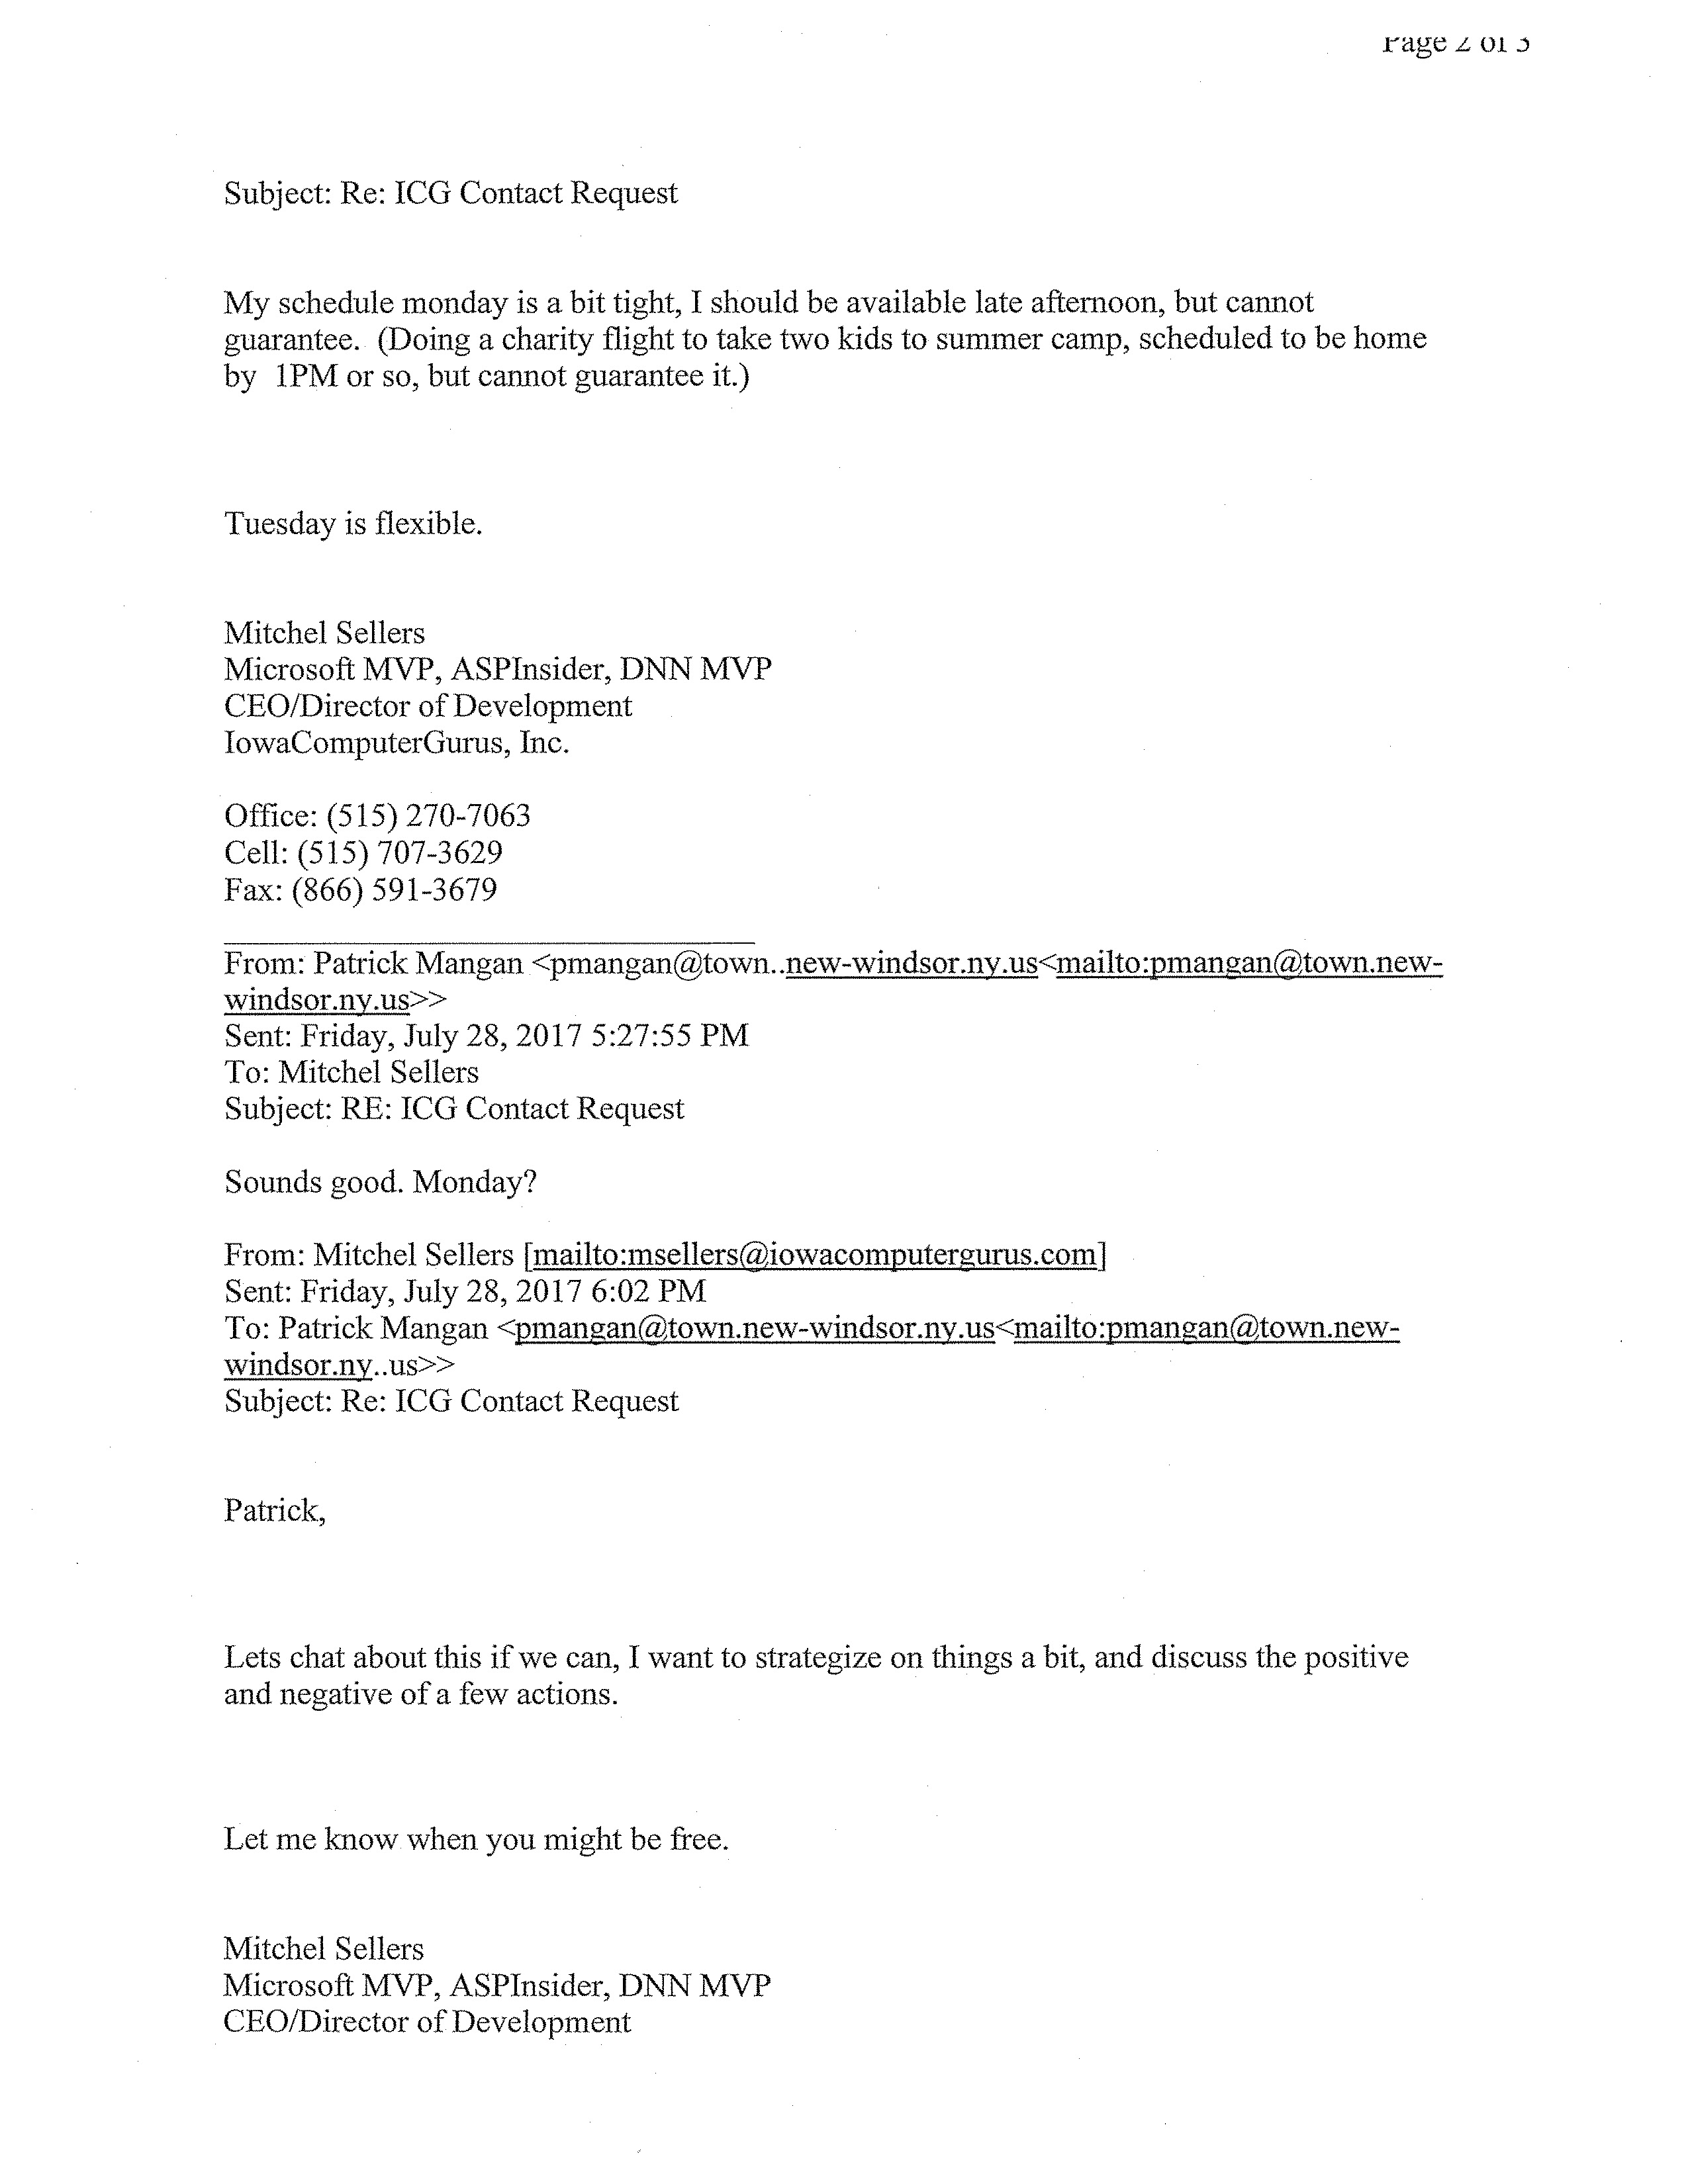 Page 2 of 3
Subject: Re: ICG Contact Request
My schedule monday is a bit tight, I should be available late afternoon, but cannot
guarantee.  (Doing a charity flight to take two kids to summer camp, scheduled to be home
by  1PM or so, but cannot guarantee it.)
Tuesday is flexible.
Mitchel Sellers
Microsoft MVP, ASPInsider, DNN MVP
CEO/Director of Development
IowaComputerGurus, Inc.
Office: (515) 270-7063
Cell: (515) 707-3629
Fax: (866) 591-3679
From: Patrick Mangan <pmangan@town..new-windsor.ny.us<mailto:pmangan@town.new-
windsor.ny.us>>
Sent: Friday, July 28, 2017 5:27:55 PM
To: Mitchel Sellers
Subject: RE: ICG Contact Request
Sounds good. Monday?
From: Mitchel Sellers [mailto:msellers@iowacomputergurus.com]
Sent: Friday, July 28, 2017 6:02 PM
To: Patrick Mangan <pmangan@town.new-windsor.ny.us<mailto:pmangan@town.new-
windsor.ny..us>>
Subject: Re: ICG Contact Request
Patrick,
Lets chat about this if we can, I want to strategize on things a bit, and discuss the positive
and negative of a few actions.
Let me know when you might be free.
Mitchel Sellers
Microsoft MVP, ASPInsider, DNN MVP
CEO/Director of Development